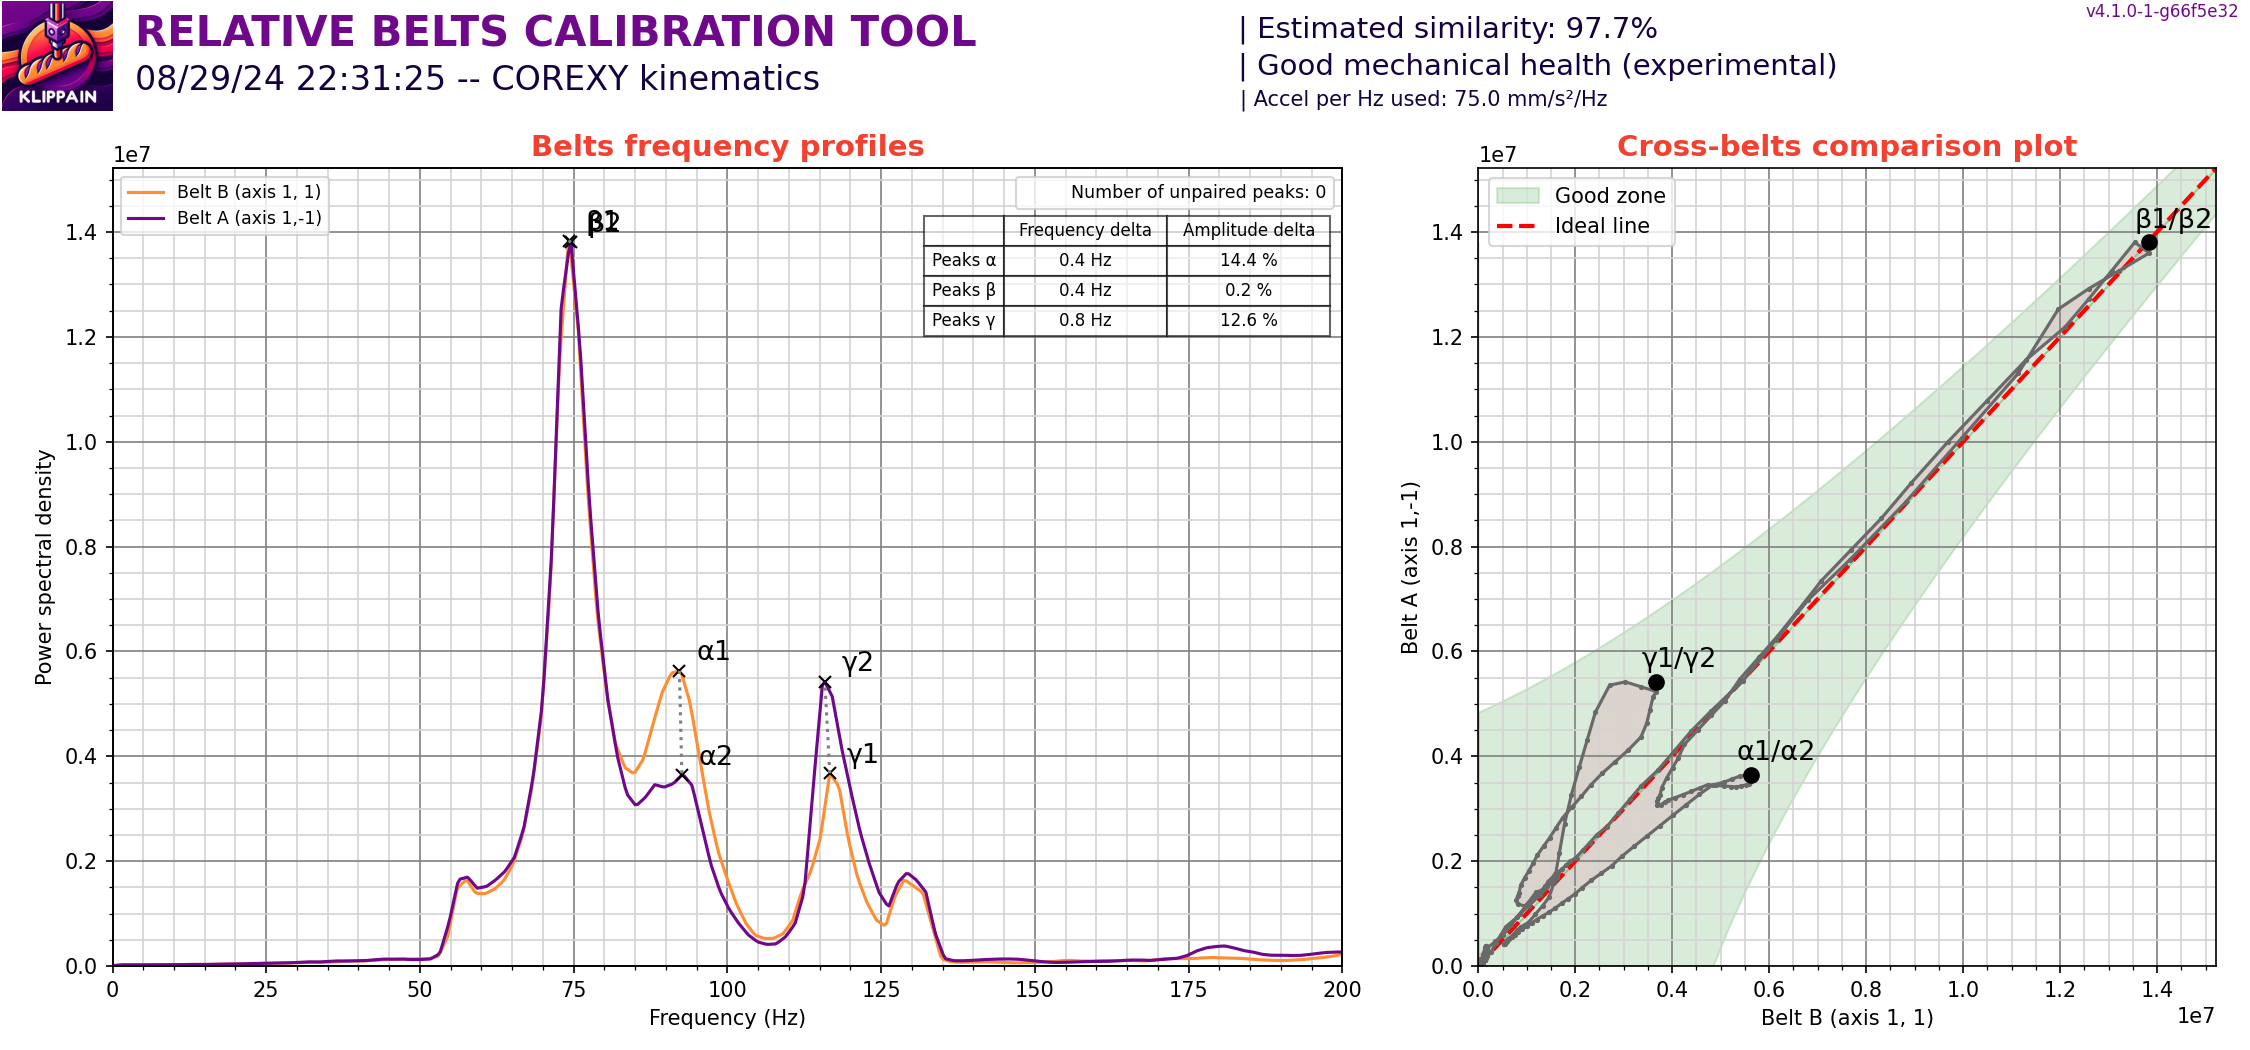 KLIPPAIN
RELATIVE BELTS CALIBRATION TOOL
08/29/24 22:31:25 -- COREXY kinematics
| Estimated similarity: 97.7%
| Good mechanical health (experimental)
| Accel per Hz used: 75.0 mm/s²/Hz
v4.1.0-1-g66f5e32
Belts frequency profiles
1e7
Belt B (axis 1, 1)
Belt A (axis 1,-1)
Number of unpaired peaks: 0
Frequency delta Amplitude delta
Peaks α 0.4 Hz 14.4 %
Peaks β 0.4 Hz 0.2 %
Peaks γ 0.8 Hz 12.6 %
β1
β2
α1
α2
γ2
γ1
Power spectral density
1.4
1.2
1.0
0.8
0.6
0.4
0.2
0.0
0 25 50 75 100 125 150 175 200
Frequency (Hz)
Cross-belts comparison plot
1e7
Good zone
Ideal line
β1/β2
γ1/γ2
α1/α2
Belt A (axis 1,-1)
1.4
1.2
1.0
0.8
0.6
0.4
0.2
0.0
0.0 0.2 0.4 0.6 0.8 1.0 1.2 1.4
1e7
Belt B (axis 1, 1)